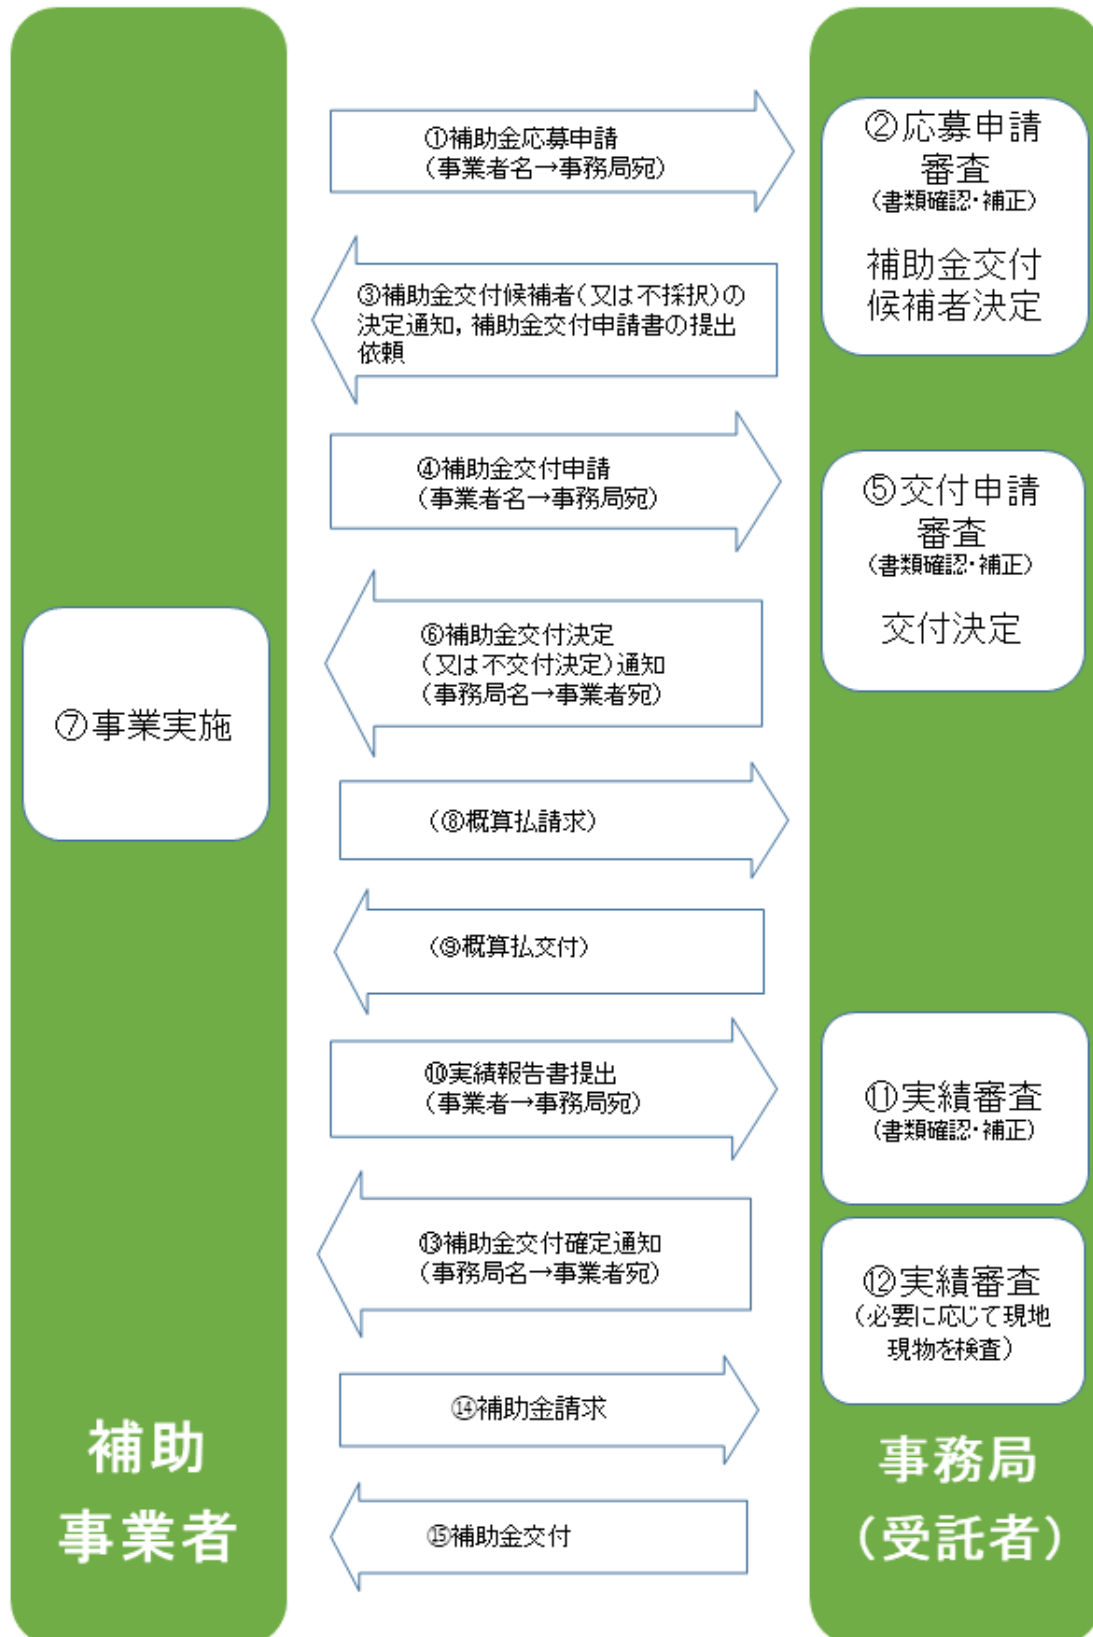 ①補助金応募申請
(事業者名→事務局宛)
②応募申請
審査
(書類確認・補正)
補助金交付
候補者決定
③補助金交付候補者(又は不採択)の
決定通知,補助金交付申請書の提出
依頼
④補助金交付申請
(事業者名→事務局宛)
⑤交付申請
審査
(書類確認・補正)
交付決定
⑥補助金交付決定
(又は不交付決定)通知
(事務局名→事業者宛)
⑦事業実施
(⑧概算払請求)
(⑨概算払交付)
⑩実績報告書提出
(事業者→事務局宛)
⑪実績審査
(書類確認・補正)
⑫実績審査
(必要に応じて現地
現物を検査)
⑬補助金交付確定通知
(事務局名→事業者宛)
⑭補助金請求
⑮補助金交付
補助
事業者
事務局
(受託者)